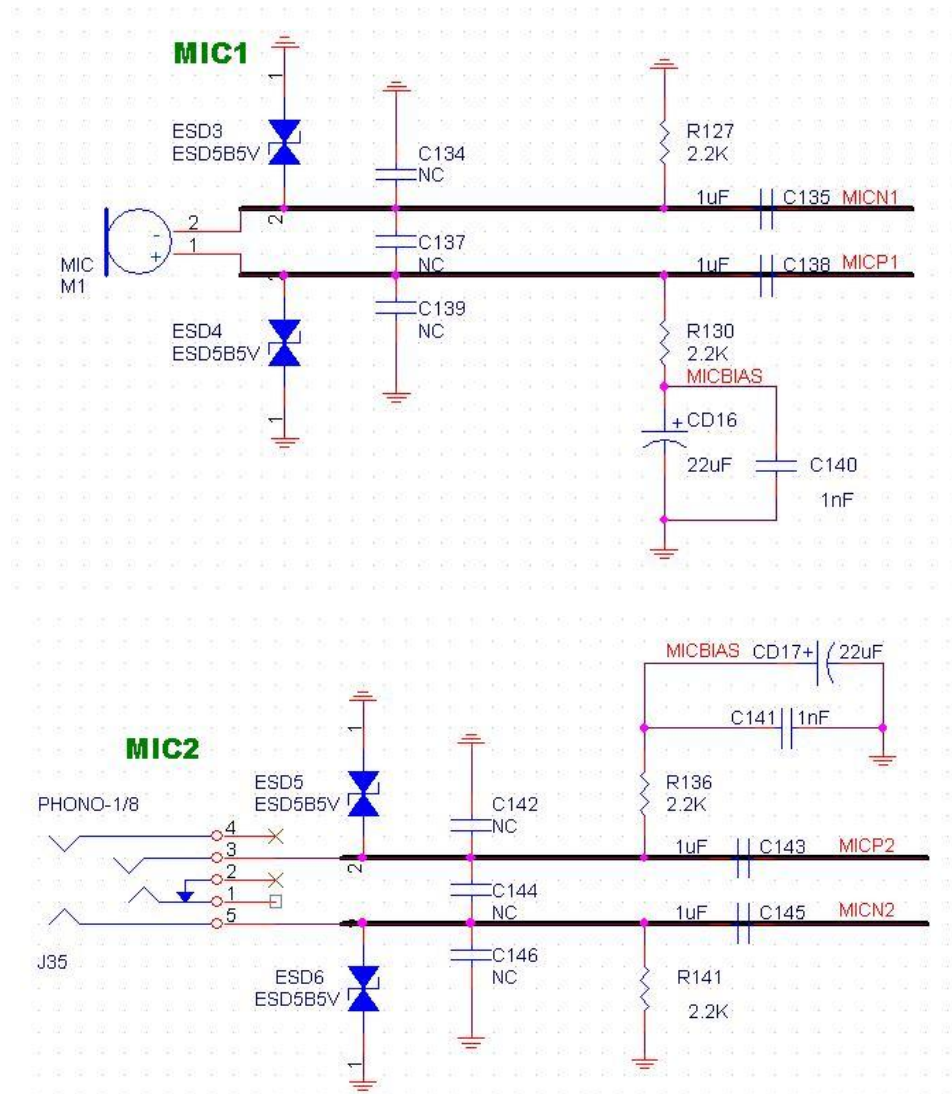 MIC1
1
ESD3
ESD5B5V
2
C134
NC
R127
2.2K
1uF C135 MICN1
2
1
-
+
MIC
M1
C137
NC
1uF C138 MICP1
C139
NC
ESD4
ESD5B5V
1
R130
2.2K
MICBIAS
+CD16
22uF
C140
1nF
MICBIAS CD17+ 22uF
C141 1nF
MIC2
1
ESD5
ESD5B5V
2
C142
NC
R136
2.2K
PHONO-1/8
4
3
2
1
5
J35
1uF C143 MICP2
C144
NC
1uF C145 MICN2
C146
NC
ESD6
ESD5B5V
1
R141
2.2K